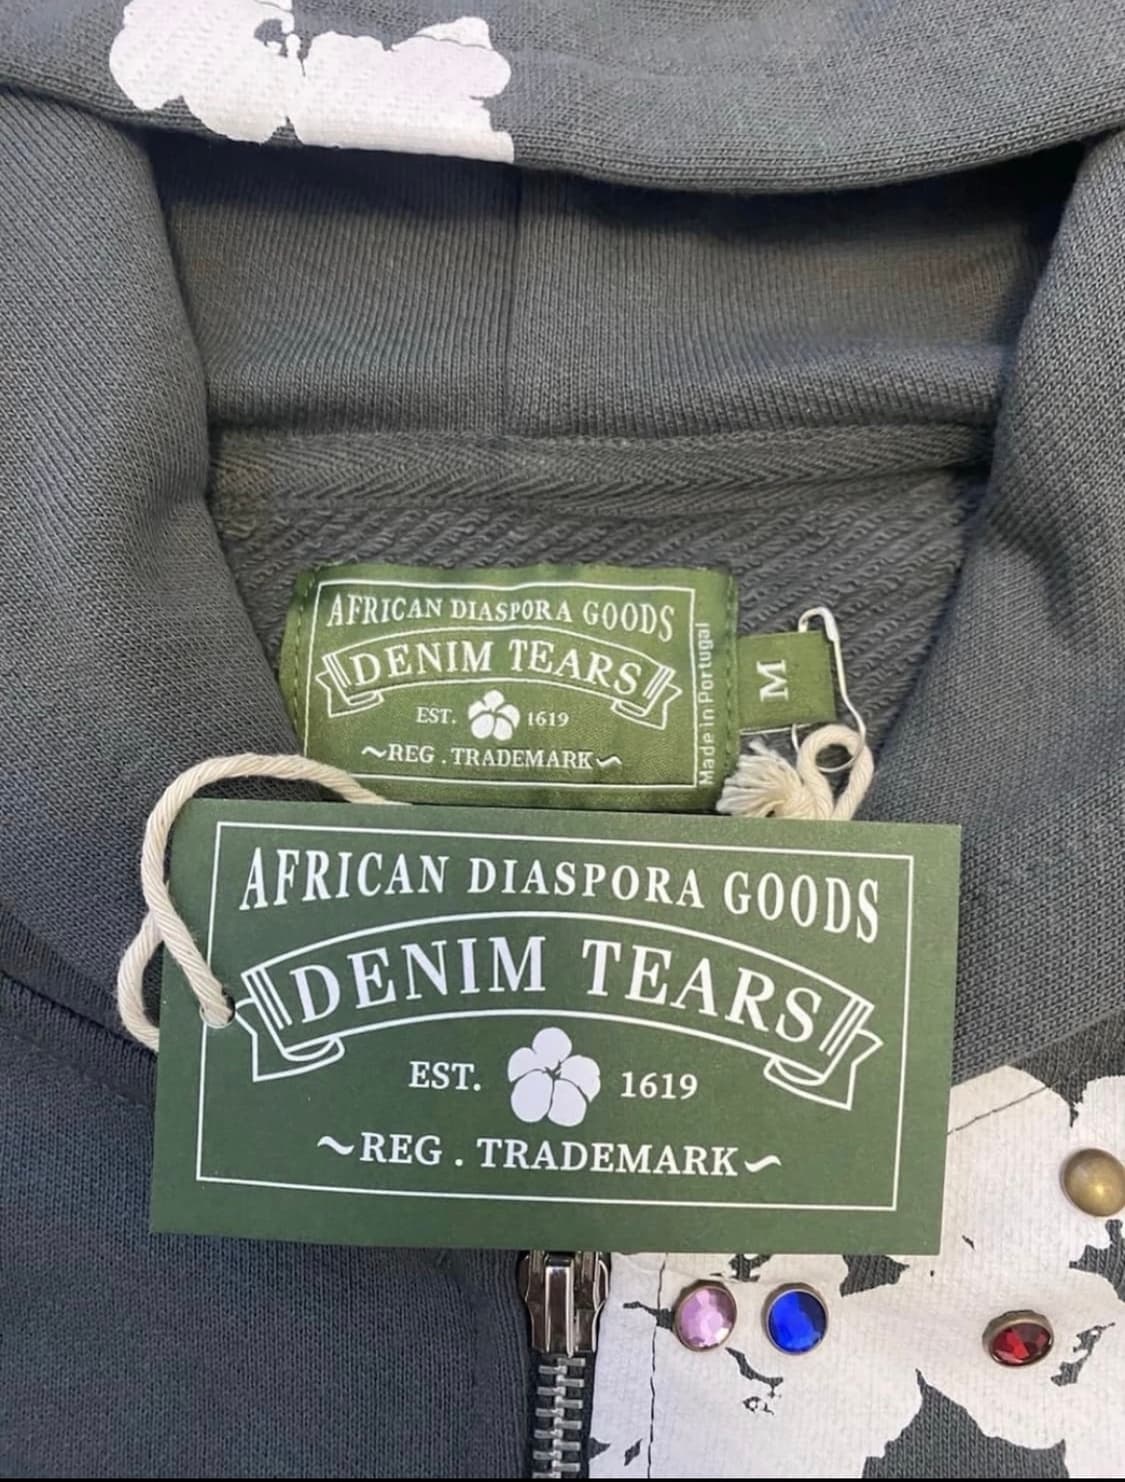 AFRICAN DIASPORA GOODS
DENIM TEARS
EST. 1619
~REG . TRADEMARK~
Made in Portugal
M
AFRICAN DIASPORA GOODS
DENIM TEARS
EST. 1619
~REG . TRADEMARK~